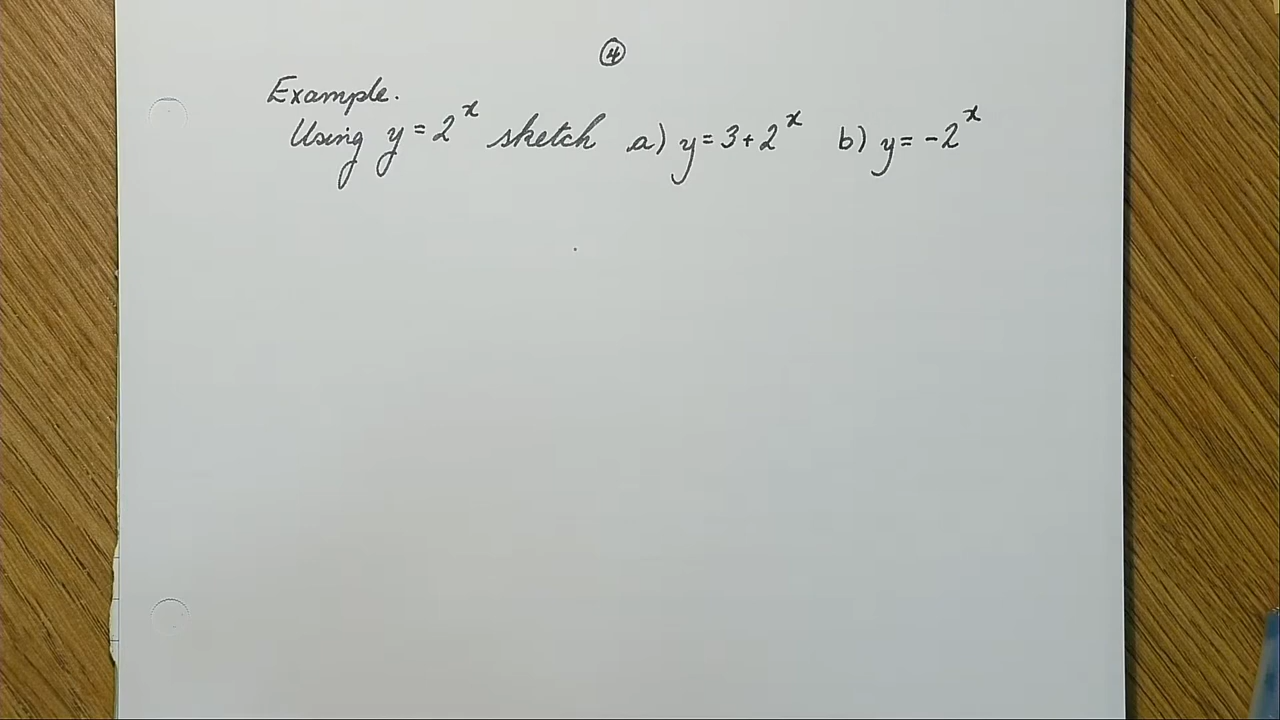 ④
Example.
Using y = 2^x sketch a) y = 3 + 2^x b) y = -2^x